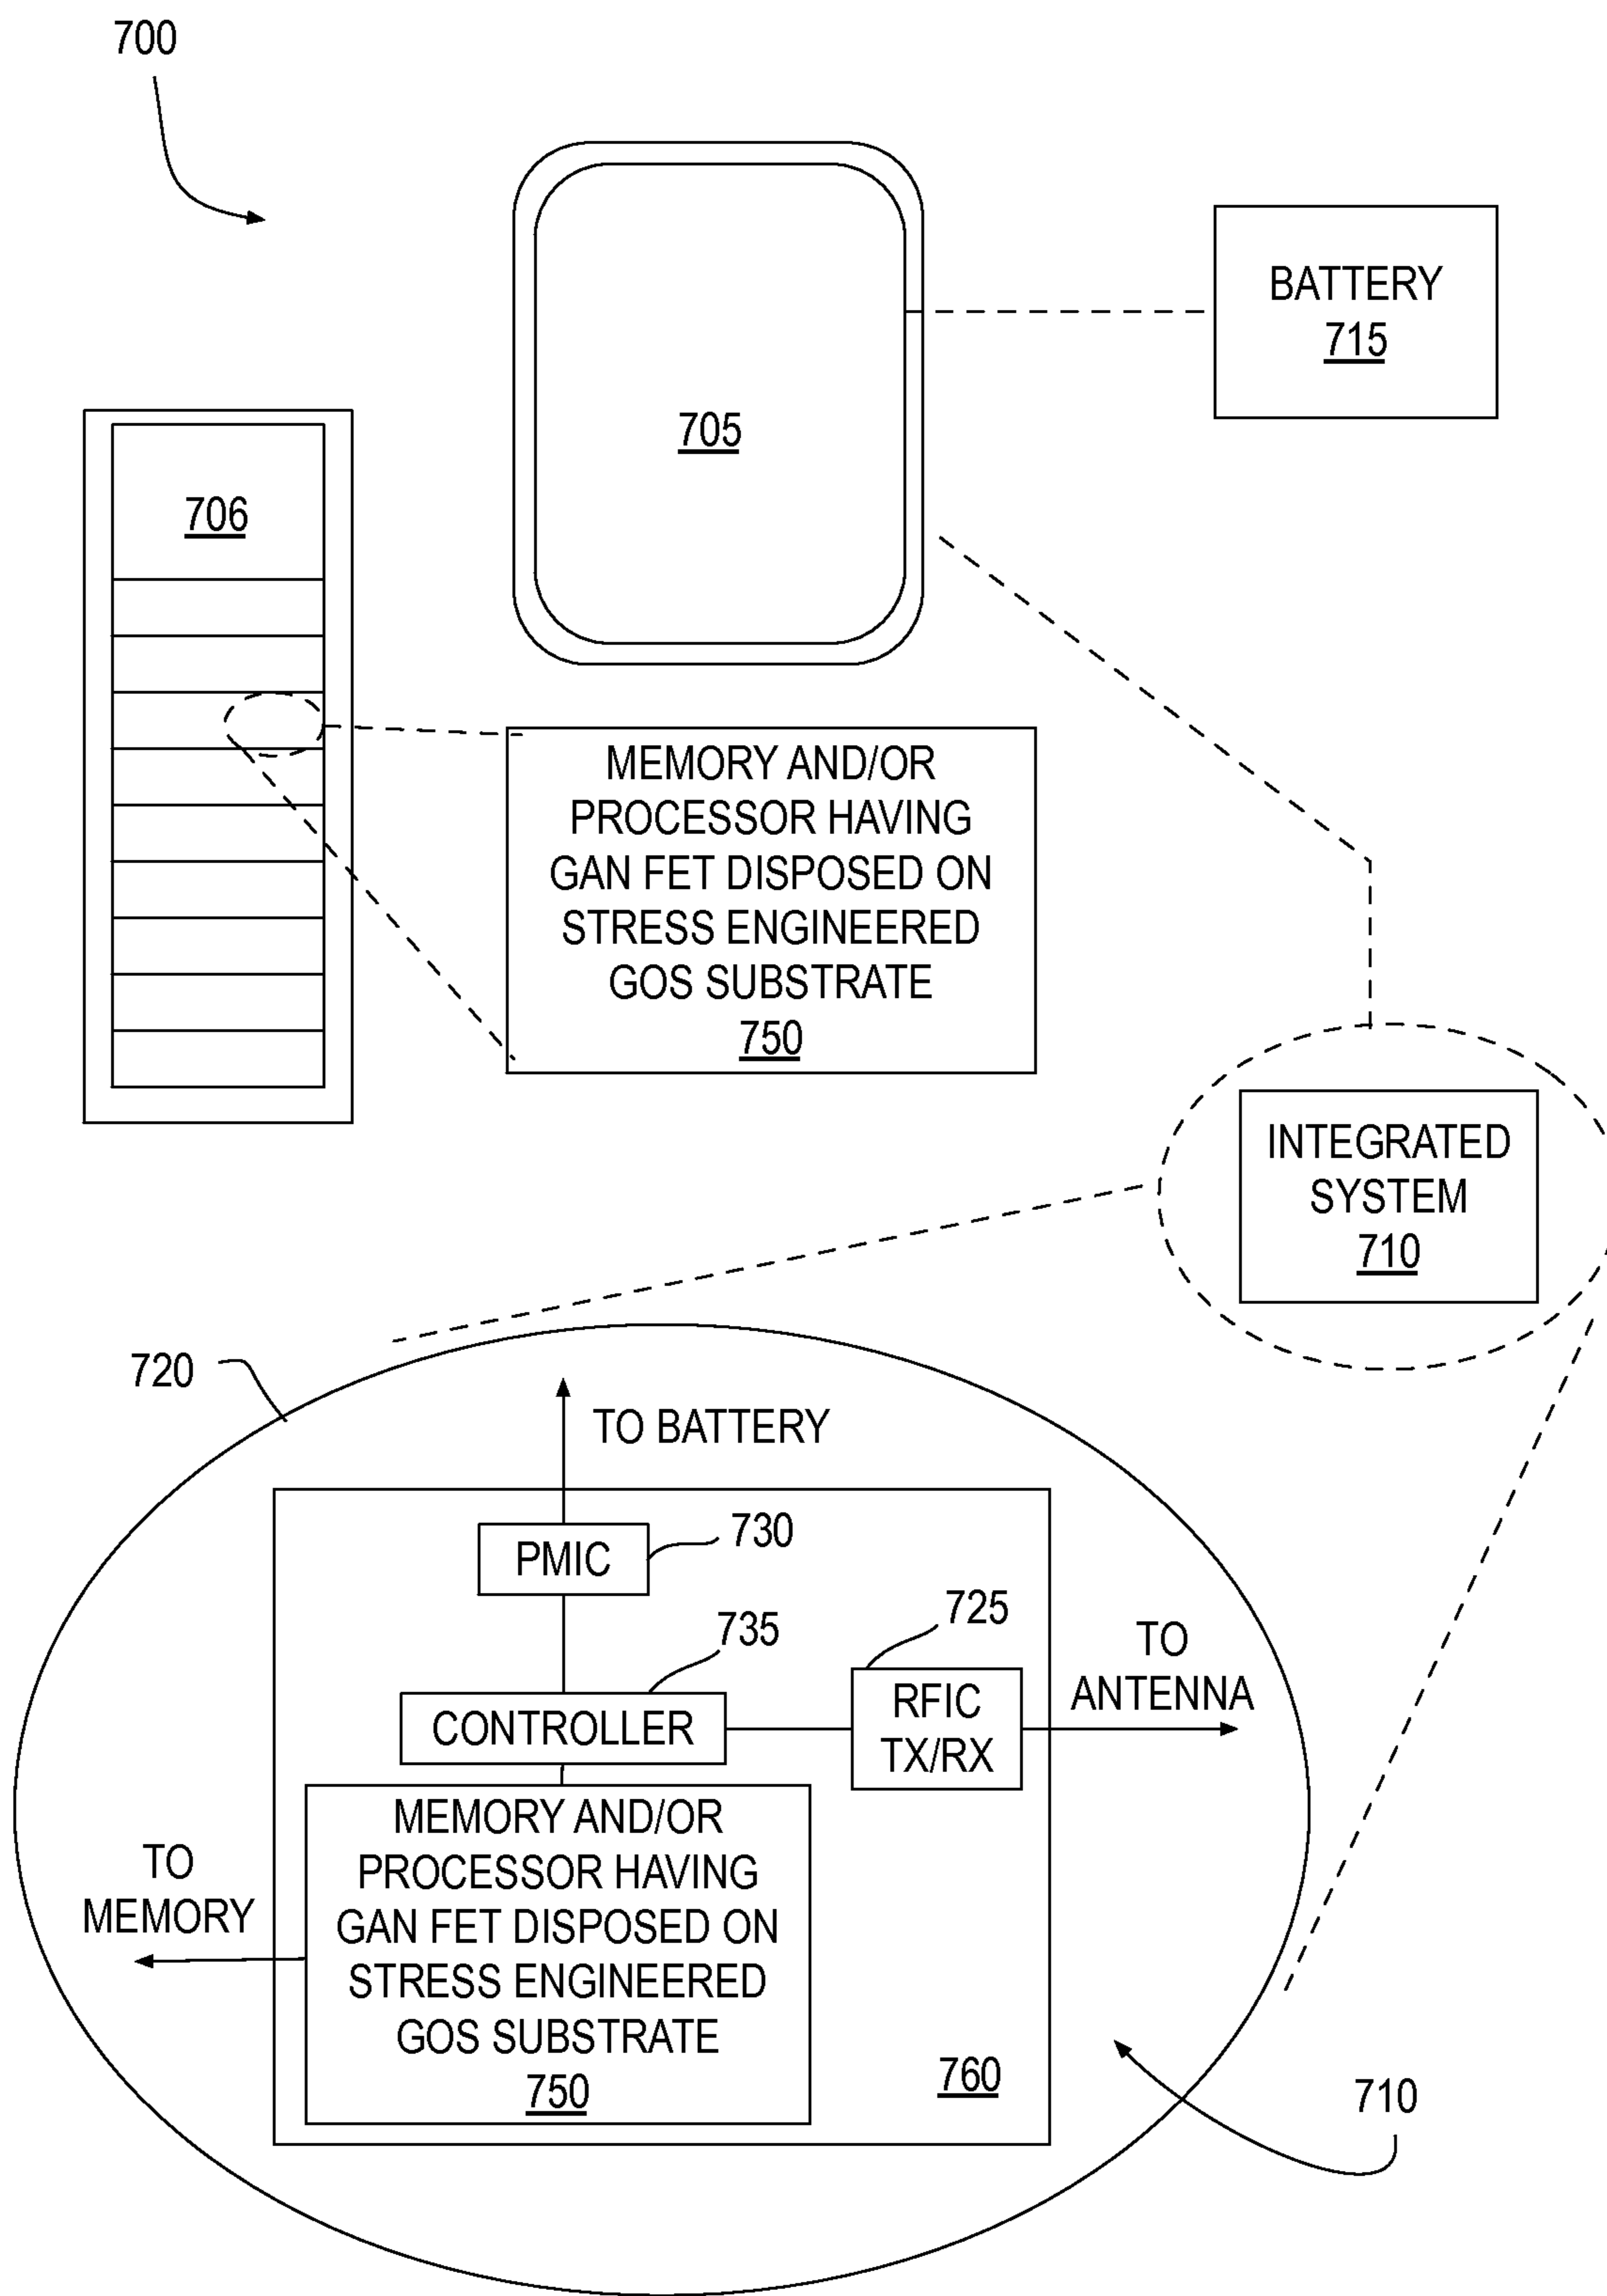 700
BATTERY
715
705
706
MEMORY AND/OR
PROCESSOR HAVING
GAN FET DISPOSED ON
STRESS ENGINEERED
GOS SUBSTRATE
750
INTEGRATED
SYSTEM
710
720
TO BATTERY
730
PMIC
725
735
TO
ANTENNA
RFIC
TX/RX
CONTROLLER
MEMORY AND/OR
PROCESSOR HAVING
GAN FET DISPOSED ON
STRESS ENGINEERED
GOS SUBSTRATE
750
TO
MEMORY
760
710